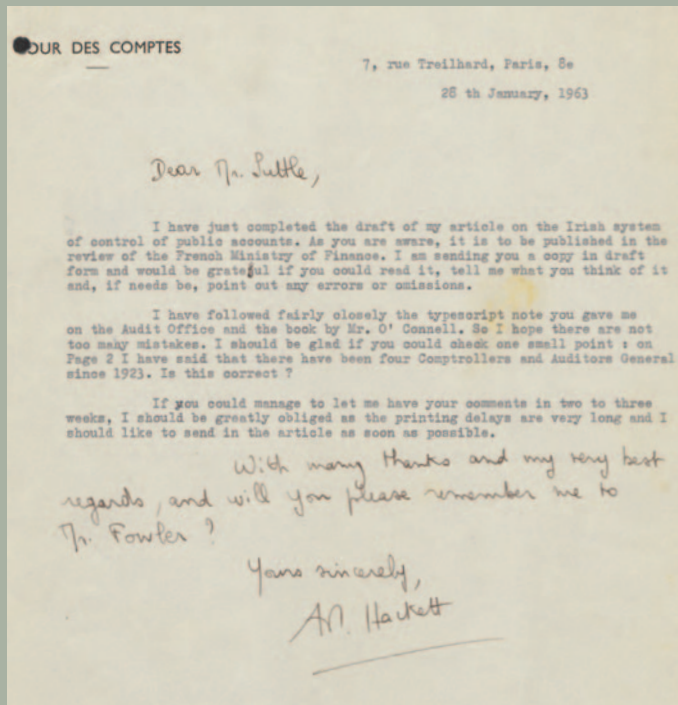 OUR DES COMPTES
7, rue Treilhard, Paris, 8e
28 th January, 1963
Dear Mr. Suttle,
I have just completed the draft of my article on the Irish system
of control of public accounts. As you are aware, it is to be published in the
review of the French Ministry of Finance. I am sending you a copy in draft
form and would be grateful if you could read it, tell me what you think of it
and, if needs be, point out any errors or omissions.
I have followed fairly closely the typescript note you gave me
on the Audit Office and the book by Mr. O' Connell. So I hope there are not
too many mistakes. I should be glad if you could check one small point : on
Page 2 I have said that there have been four Comptrollers and Auditors General
since 1923. Is this correct ?
If you could manage to let me have your comments in two to three
weeks, I should be greatly obliged as the printing delays are very long and I
should like to send in the article as soon as possible.
With many thanks and my very best
regards, and will you please remember me to
Mr. Fowler ?
Yours sincerely,
Hackett